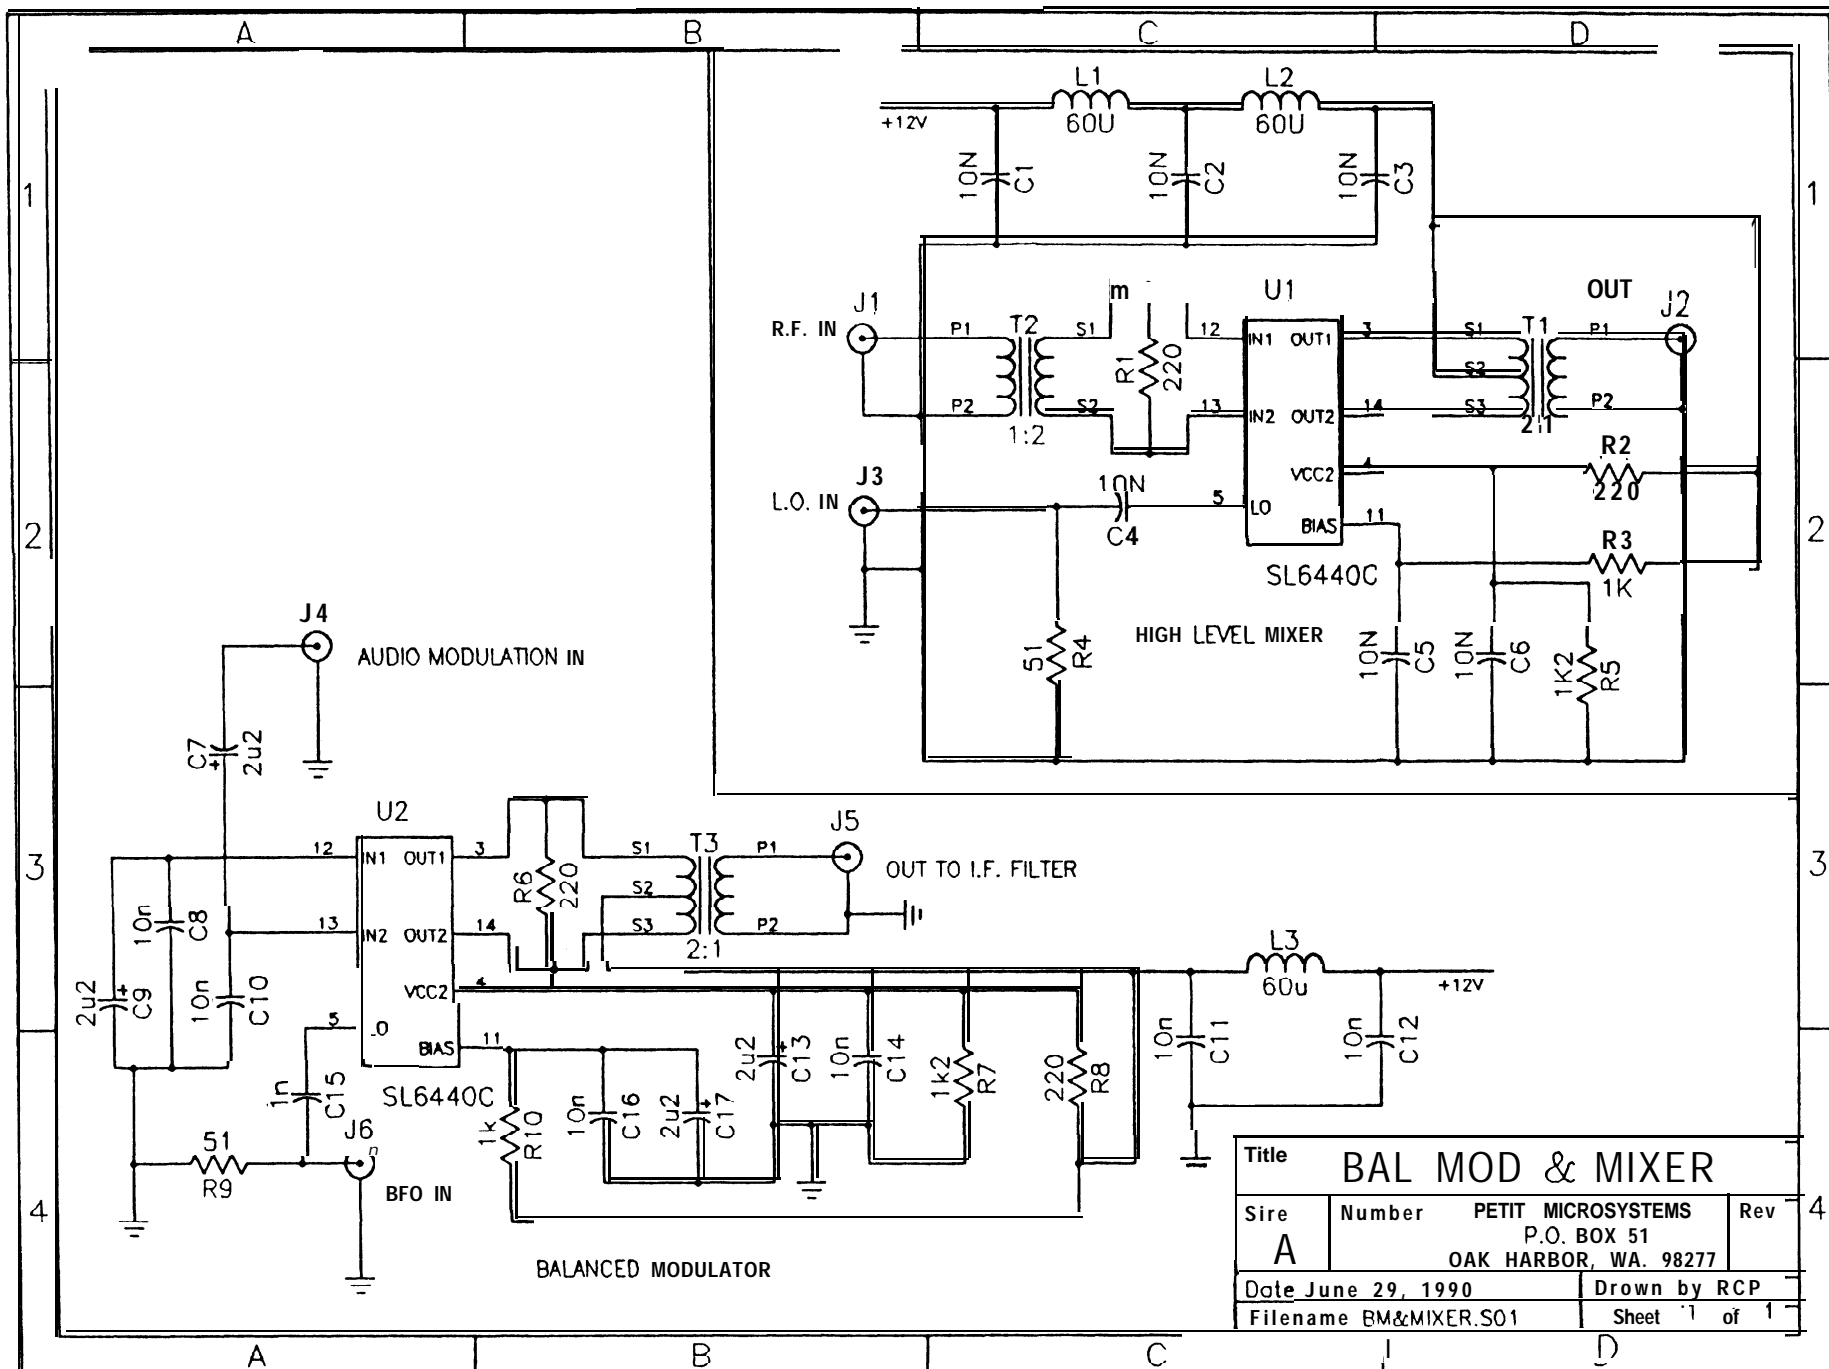 A B C D
L1 L2
+12V 60U 60U
10N C1 10N C2 10N C3
1 1
m U1 OUT
J1 J2
R.F. IN P1 T2 S1 12 IN1 OUT1 3 S1 T1 P1
R1 220 S2
P2 S2 13 IN2 OUT2 14 S3 P2
1:2 2:1
R2
J3 10N 4
VCC2 220
L.O. IN 5 LO
C4 BIAS 11
2 R3 2
SL6440C 1K
J4
HIGH LEVEL MIXER
AUDIO MODULATION IN
51 R4 10N C5 10N C6 1K2 R5
C7 + 2u2
U2 J5
12 IN1 OUT1 3 S1 T3 P1
3 OUT TO I.F. FILTER 3
R6 220 S2
10n C8
13 IN2 OUT2 14 S3 P2
2:1 L3
VCC2 4 60u +12V
2u2 + C9 10n C10
5 LO
BIAS 11
2u2 + C13 10n C14 1k2 R7 220 R8 10n C11 10n C12
1n C15 SL6440C
1k R10 10n C16 2u2 + C17
51 J6
n
R9 BFO IN
4 4
BALANCED MODULATOR
Title BAL MOD & MIXER
Sire Number PETIT MICROSYSTEMS Rev
A P.O. BOX 51
OAK HARBOR, WA. 98277
Date June 29, 1990 Drown by RCP
Filename BM&MIXER.S01 Sheet 1 of 1
A B C D